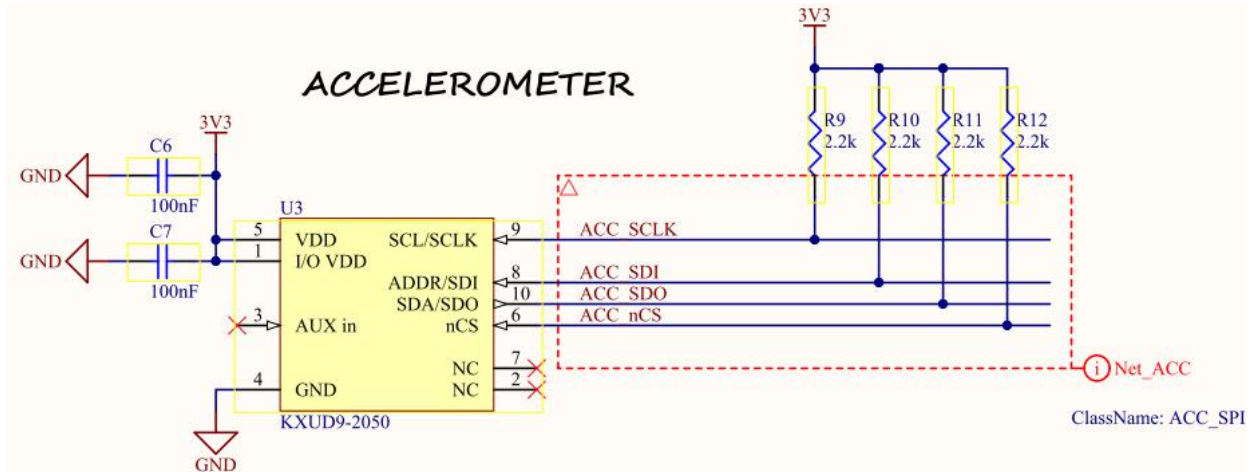 3V3
ACCELEROMETER
3V3
C6
GND
100nF
R9
2.2k
R10
2.2k
R11
2.2k
R12
2.2k
U3
C7
GND
100nF
5 VDD SCL/SCLK 9 ACC_SCLK
1 I/O VDD
ADDR/SDI 8 ACC_SDI
SDA/SDO 10 ACC_SDO
3 AUX in nCS 6 ACC_nCS
NC 7
4 GND NC 2
i Net_ACC
KXUD9-2050
ClassName: ACC_SPI
GND